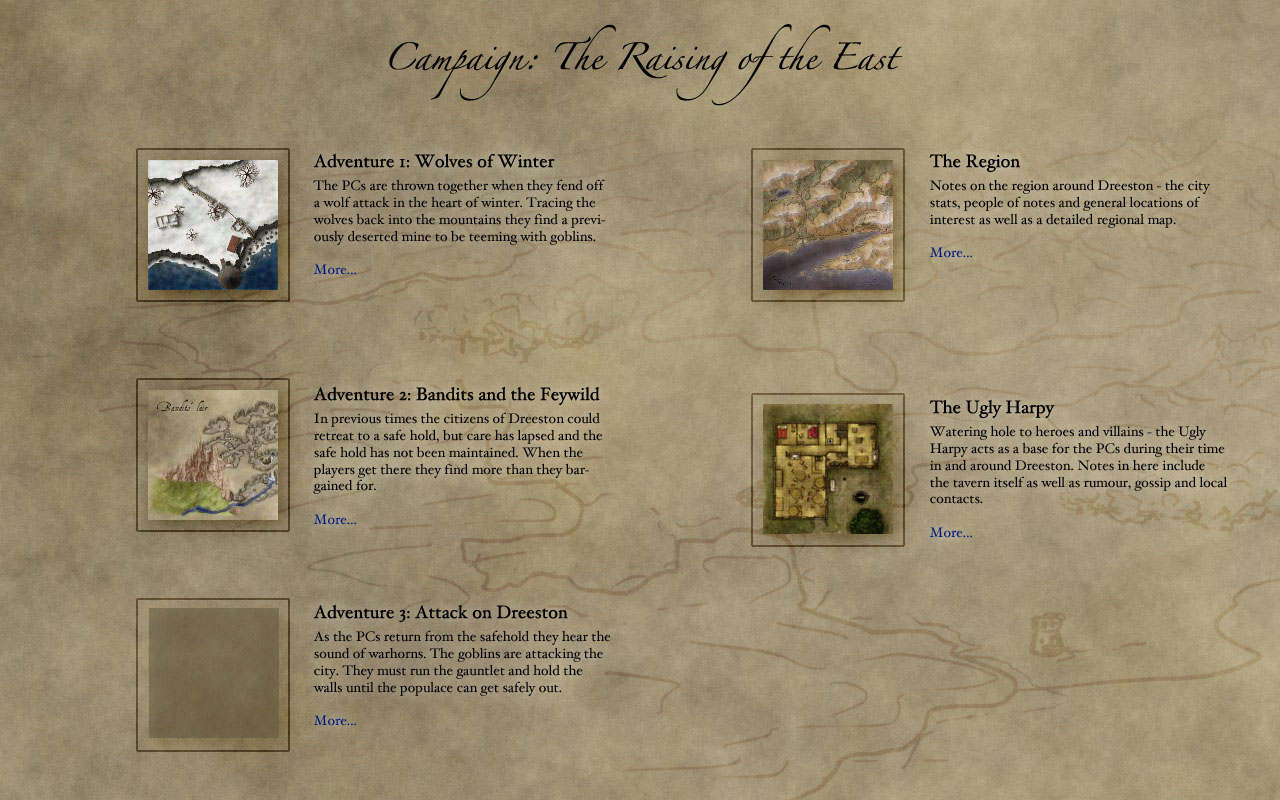 Campaign: The Raising of the East
Adventure 1: Wolves of Winter
The PCs are thrown together when they fend off
a wolf attack in the heart of winter. Tracing the
wolves back into the mountains they find a previ-
ously deserted mine to be teeming with goblins.
More...
Bandits' lair
Adventure 2: Bandits and the Feywild
In previous times the citizens of Dreeston could
retreat to a safe hold, but care has lapsed and the
safe hold has not been maintained. When the
players get there they find more than they bar-
gained for.
More...
Adventure 3: Attack on Dreeston
As the PCs return from the safehold they hear the
sound of warhorns. The goblins are attacking the
city. They must run the gauntlet and hold the
walls until the populace can get safely out.
More...
The Region
Notes on the region around Dreeston - the city
stats, people of notes and general locations of
interest as well as a detailed regional map.
More...
The Ugly Harpy
Watering hole to heroes and villains - the Ugly
Harpy acts as a base for the PCs during their time
in and around Dreeston. Notes in here include
the tavern itself as well as rumour, gossip and local
contacts.
More...